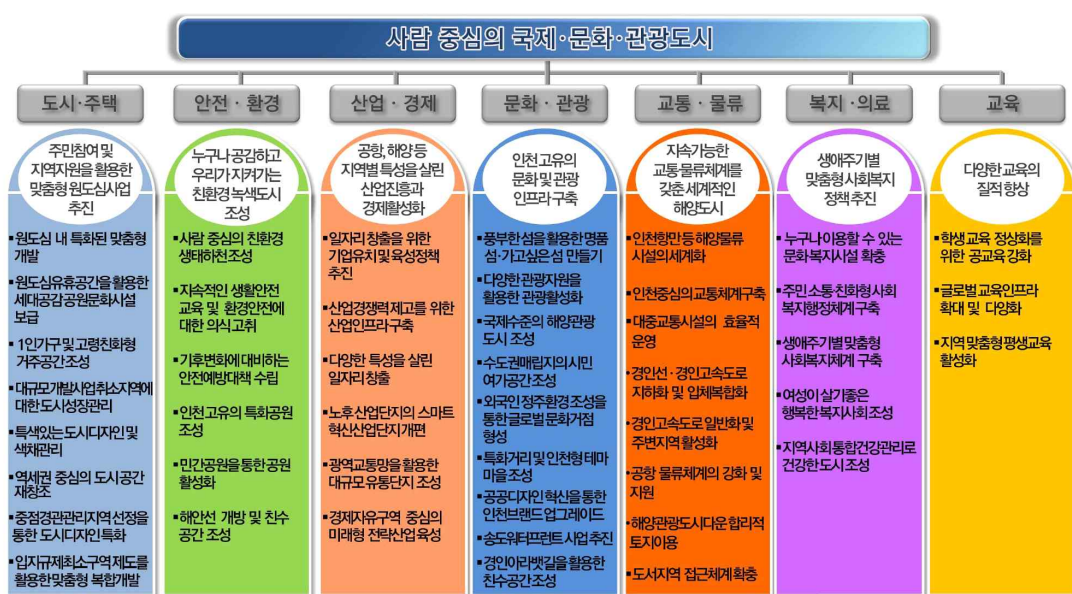 사람 중심의 국제·문화·관광도시
도시·주택
안전·환경
산업·경제
문화·관광
교통·물류
복지·의료
교육
주민참여 및
지역자원을 활용한
맞춤형 원도심사업
추진
▪원도심 내 특화된 맞춤형
개발
▪원도심유휴공간을 활용한
세대공감 공원문화시설
보급
▪1인가구 및 고령친화형
거주공간 조성
▪대규모개발사업취소지역에
대한 도시성장관리
▪특색있는 도시디자인 및
색채관리
▪역세권 중심의 도시 공간
재창조
▪중점경관관리지역 선정을
통한 도시디자인 특화
▪입지규제최소구역 제도를
활용한 맞춤형 복합개발
누구나 공감하고
우리가 지켜가는
친환경 녹색도시
조성
▪사람 중심의 친환경
생태하천 조성
▪지속적인 생활안전
교육 및 환경안전에
대한 의식 고취
▪기후변화에 대비하는
안전예방대책 수립
▪인천 고유의 특화공원
조성
▪민간공원을 통한 공원
활성화
▪해안선 개방 및 친수
공간 조성
공항, 해양 등
지역별 특성을 살린
산업진흥과
경제활성화
▪일자리 창출을 위한
기업유치 및 육성정책
추진
▪산업경쟁력 제고를 위한
산업인프라 구축
▪다양한 특성을 살린
일자리 창출
▪노후 산업단지의 스마트
혁신산업단지 개편
▪광역교통망을 활용한
대규모 유통단지 조성
▪경제자유구역 중심의
미래형 전략산업 육성
인천 고유의
문화 및 관광
인프라 구축
▪풍부한 섬을 활용한 명품
섬·가고싶은 섬 만들기
▪다양한 관광자원을
활용한 관광활성화
▪국제수준의 해양관광
도시 조성
▪수도권매립지의 시민
여가공간 조성
▪외국인 정주환경 조성을
통한 글로벌 문화거점
형성
▪특화거리 및 인천형 테마
마을 조성
▪공공디자인 혁신을 통한
인천브랜드 업그레이드
▪송도워터프런트 사업 추진
▪경인아라뱃길을 활용한
친수공간 조성
지속가능한
교통·물류체계를
갖춘 세계적인
해양도시
▪인천항만 등 해양물류
시설의 세계화
▪인천중심의 교통체계 구축
▪대중교통시설의 효율적
운영
▪경인선·경인고속도로
지하화 및 입체복합화
▪경인고속도로 일반화 및
주변지역 활성화
▪공항 물류체계의 강화 및
지원
▪해양관광도시다운 합리적
토지이용
▪도서지역 접근체계 확충
생애주기별
맞춤형 사회복지
정책 추진
▪누구나 이용할 수 있는
문화 복지시설 확충
▪주민 소통·친화형 사회
복지행정체계 구축
▪생애주기별 맞춤형
사회복지체계 구축
▪여성이 살기좋은
행복한 복지사회 조성
▪지역사회 통합건강관리로
건강한 도시 조성
다양한 교육의
질적 향상
▪학생 교육 정상화를
위한 공교육 강화
▪글로벌 교육인프라
확대 및 다양화
▪지역 맞춤형 평생교육
활성화